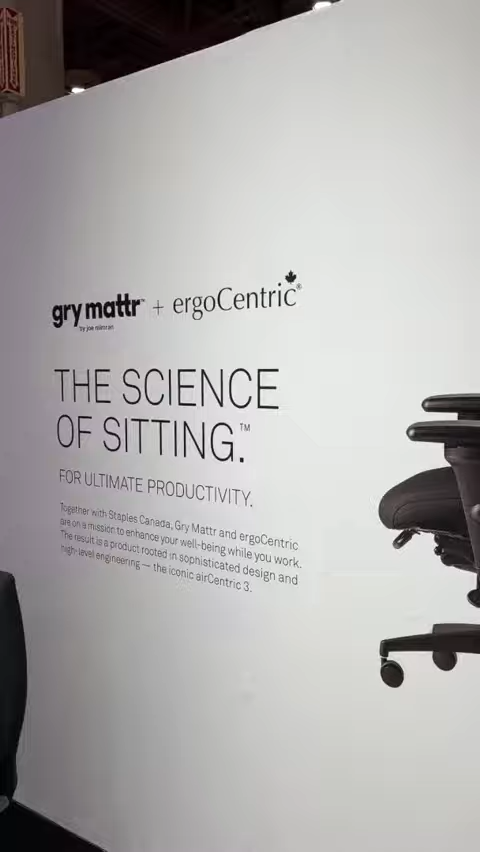 gry mattr™ + ergoCentric®
by joe mimran
THE SCIENCE
OF SITTING.™
FOR ULTIMATE PRODUCTIVITY.
Together with Staples Canada, Gry Mattr and ergoCentric
are on a mission to enhance your well-being while you work.
The result is a product rooted in sophisticated design and
high-level engineering — the iconic airCentric 3.